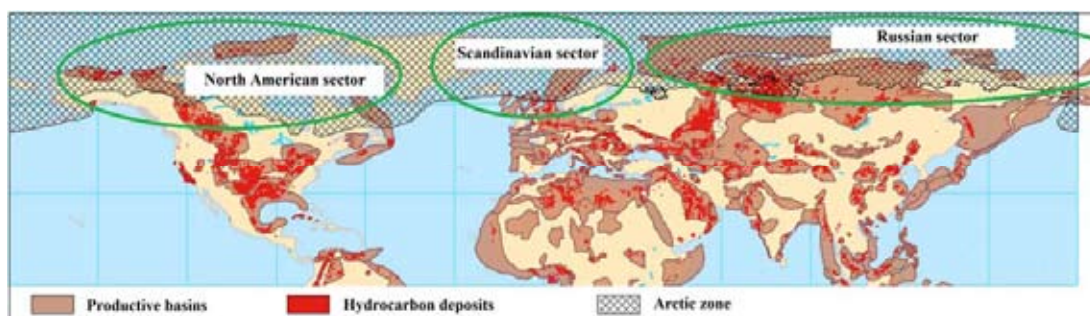 Russian sector
Scandinavian sector
North American sector
Productive basins
Hydrocarbon deposits
Arctic zone